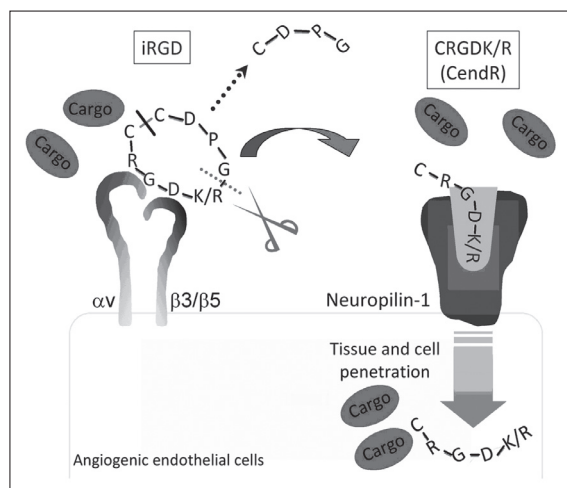 iRGD
C–D–P–G
CRGDK/R
(CendR)
Cargo
Cargo
Cargo
Cargo
C C D P G K/R D G R
C–R–G–D–K/R
αv
β3/β5
Neuropilin-1
Tissue and cell
penetration
Cargo
Cargo
C–R–G–D–K/R
Angiogenic endothelial cells